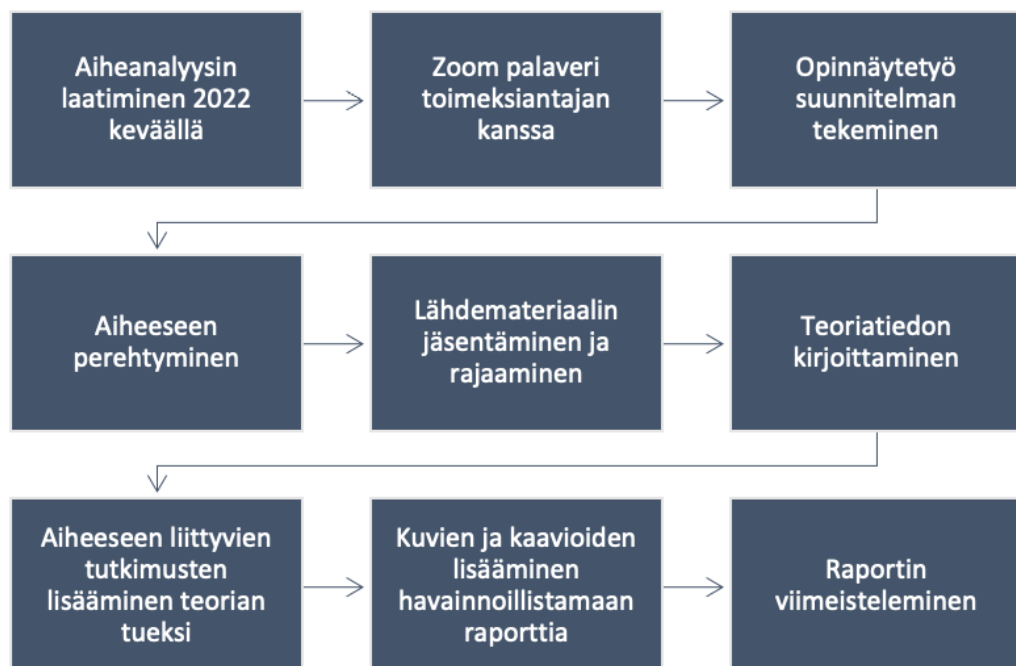 Aiheanalyysin
laatiminen 2022
keväällä
Zoom palaveri
toimeksiantajan
kanssa
Opinnäytetyö
suunnitelman
tekeminen
Aiheeseen
perehtyminen
Lähdemateriaalin
jäsentäminen ja
rajaaminen
Teoriatiedon
kirjoittaminen
Aiheeseen liittyvien
tutkimusten
lisääminen teorian
tueksi
Kuvien ja kaavioiden
lisääminen
havainnoillistamaan
raporttia
Raportin
viimeisteleminen